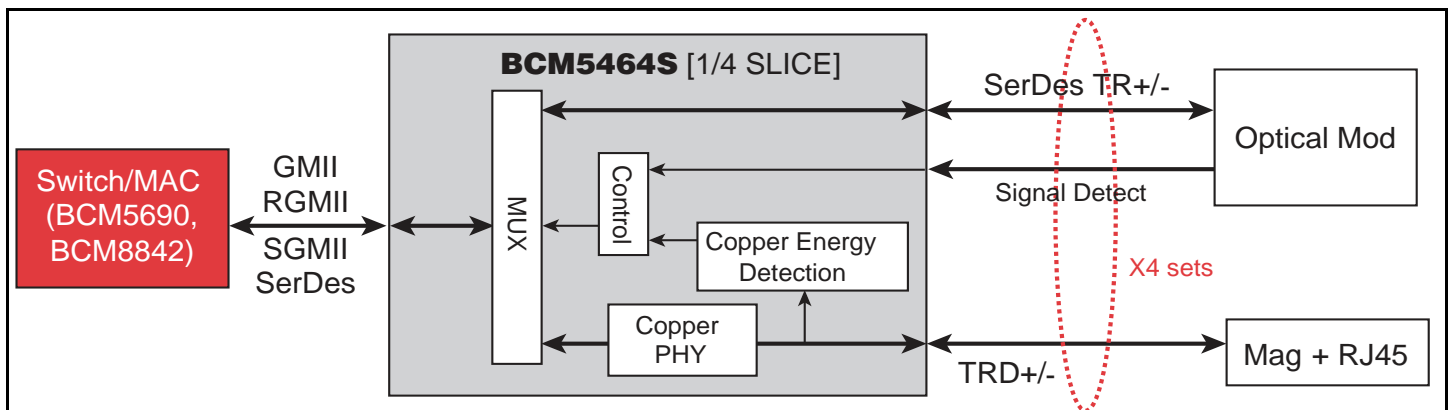 BCM5464S [1/4 SLICE]
Switch/MAC
(BCM5690,
BCM8842)
GMII
RGMII
SGMII
SerDes
MUX
Control
Copper Energy
Detection
Copper
PHY
SerDes TR+/-
Signal Detect
X4 sets
TRD+/-
Optical Mod
Mag + RJ45